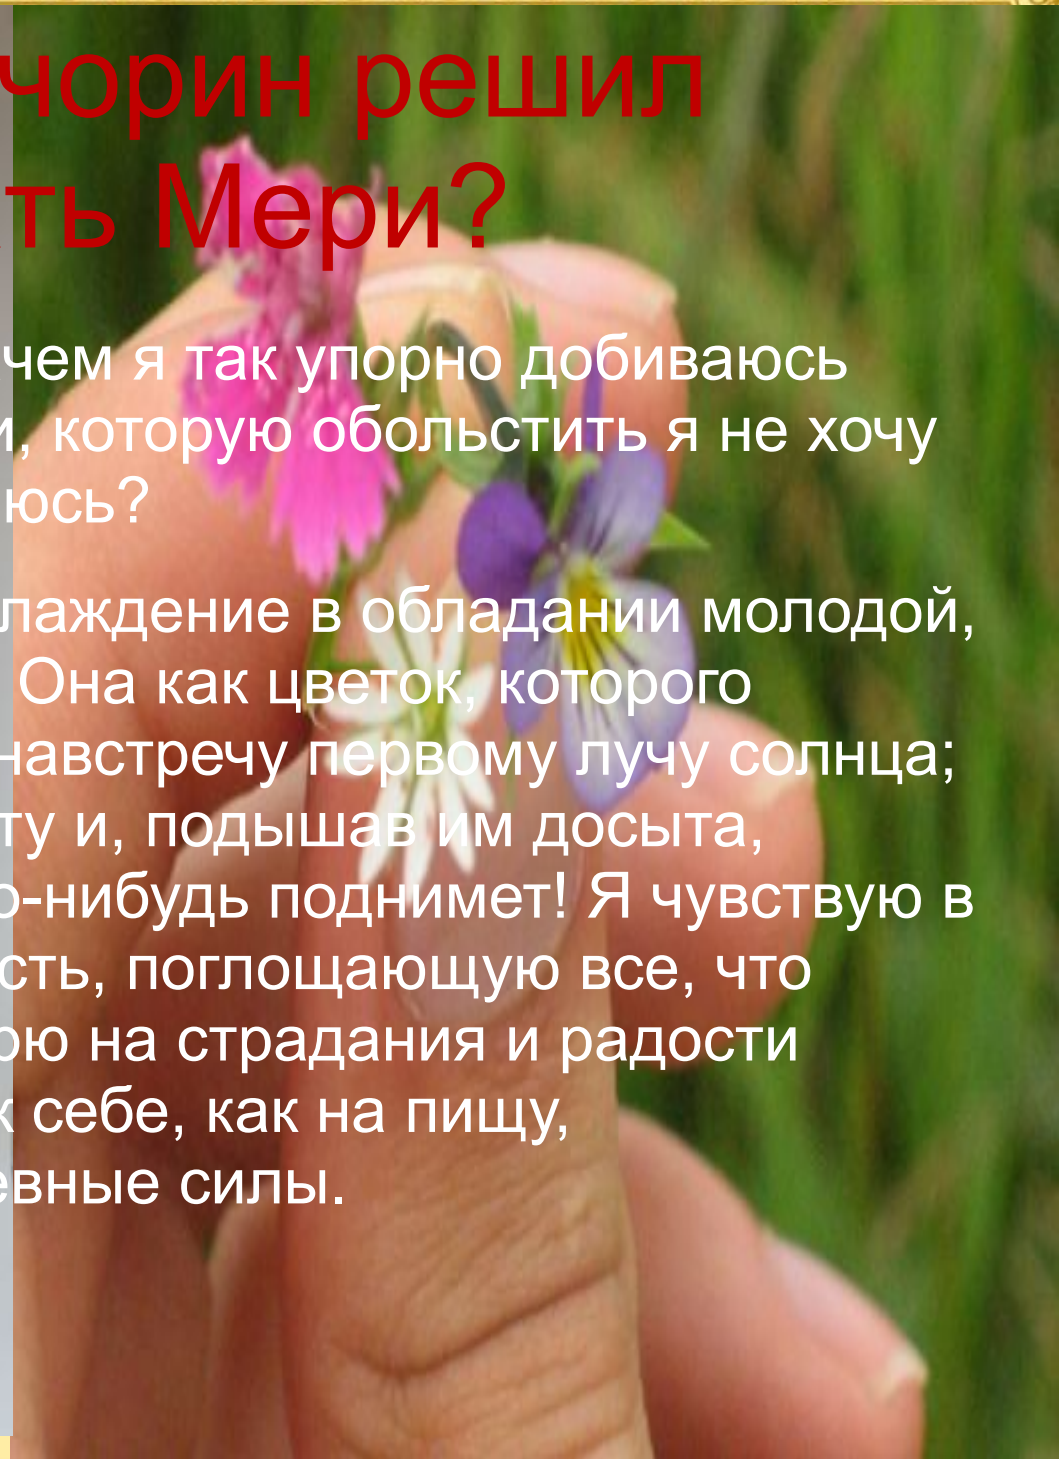 чорин решил
ть Мери?
чем я так упорно добиваюсь
и, которую обольстить я не хочу
юсь?
лаждение в обладании молодой,
Она как цветок, которого
навстречу первому лучу солнца;
ту и, подышав им досыта,
о-нибудь поднимет! Я чувствую в
сть, поглощающую все, что
рю на страдания и радости
к себе, как на пищу,
евные силы.